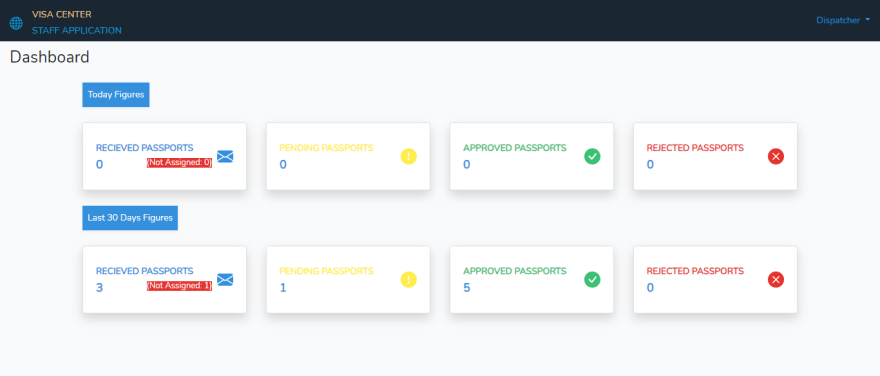 VISA CENTER
STAFF APPLICATION
Dispatcher
Dashboard
Today Figures
RECIEVED PASSPORTS
0
[Not Assigned: 0]
PENDING PASSPORTS
0
APPROVED PASSPORTS
0
REJECTED PASSPORTS
0
Last 30 Days Figures
RECIEVED PASSPORTS
3
[Not Assigned: 1]
PENDING PASSPORTS
1
APPROVED PASSPORTS
5
REJECTED PASSPORTS
0